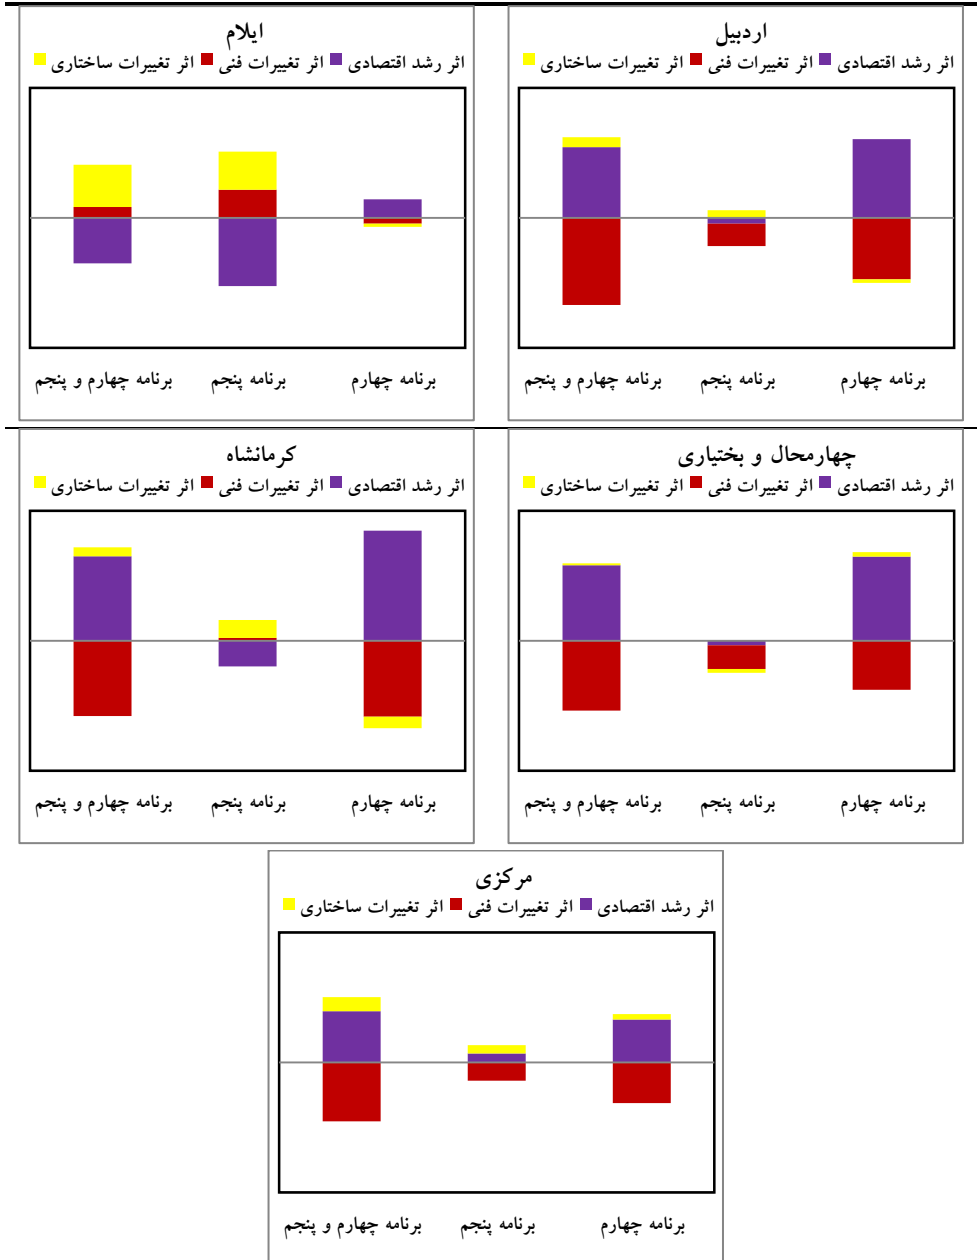 اردبیل
اثر رشد اقتصادی اثر تغییرات فنی اثر تغییرات ساختاری
برنامه چهارم برنامه پنجم برنامه چهارم و پنجم
ایلام
اثر رشد اقتصادی اثر تغییرات فنی اثر تغییرات ساختاری
برنامه چهارم برنامه پنجم برنامه چهارم و پنجم
چهارمحال و بختیاری
اثر رشد اقتصادی اثر تغییرات فنی اثر تغییرات ساختاری
برنامه چهارم برنامه پنجم برنامه چهارم و پنجم
کرمانشاه
اثر رشد اقتصادی اثر تغییرات فنی اثر تغییرات ساختاری
برنامه چهارم برنامه پنجم برنامه چهارم و پنجم
مرکزی
اثر رشد اقتصادی اثر تغییرات فنی اثر تغییرات ساختاری
برنامه چهارم برنامه پنجم برنامه چهارم و پنجم